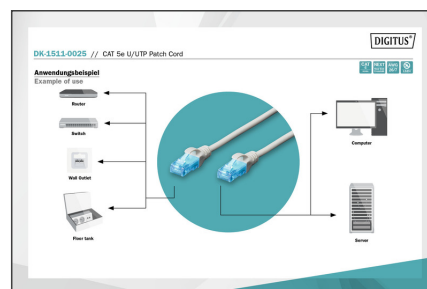 DIGITUS®
DK-1511-0025 // CAT 5e U/UTP Patch Cord
Anwendungsbeispiel
Example of use
Router
Switch
Wall Outlet
Floor tank
Computer
Server